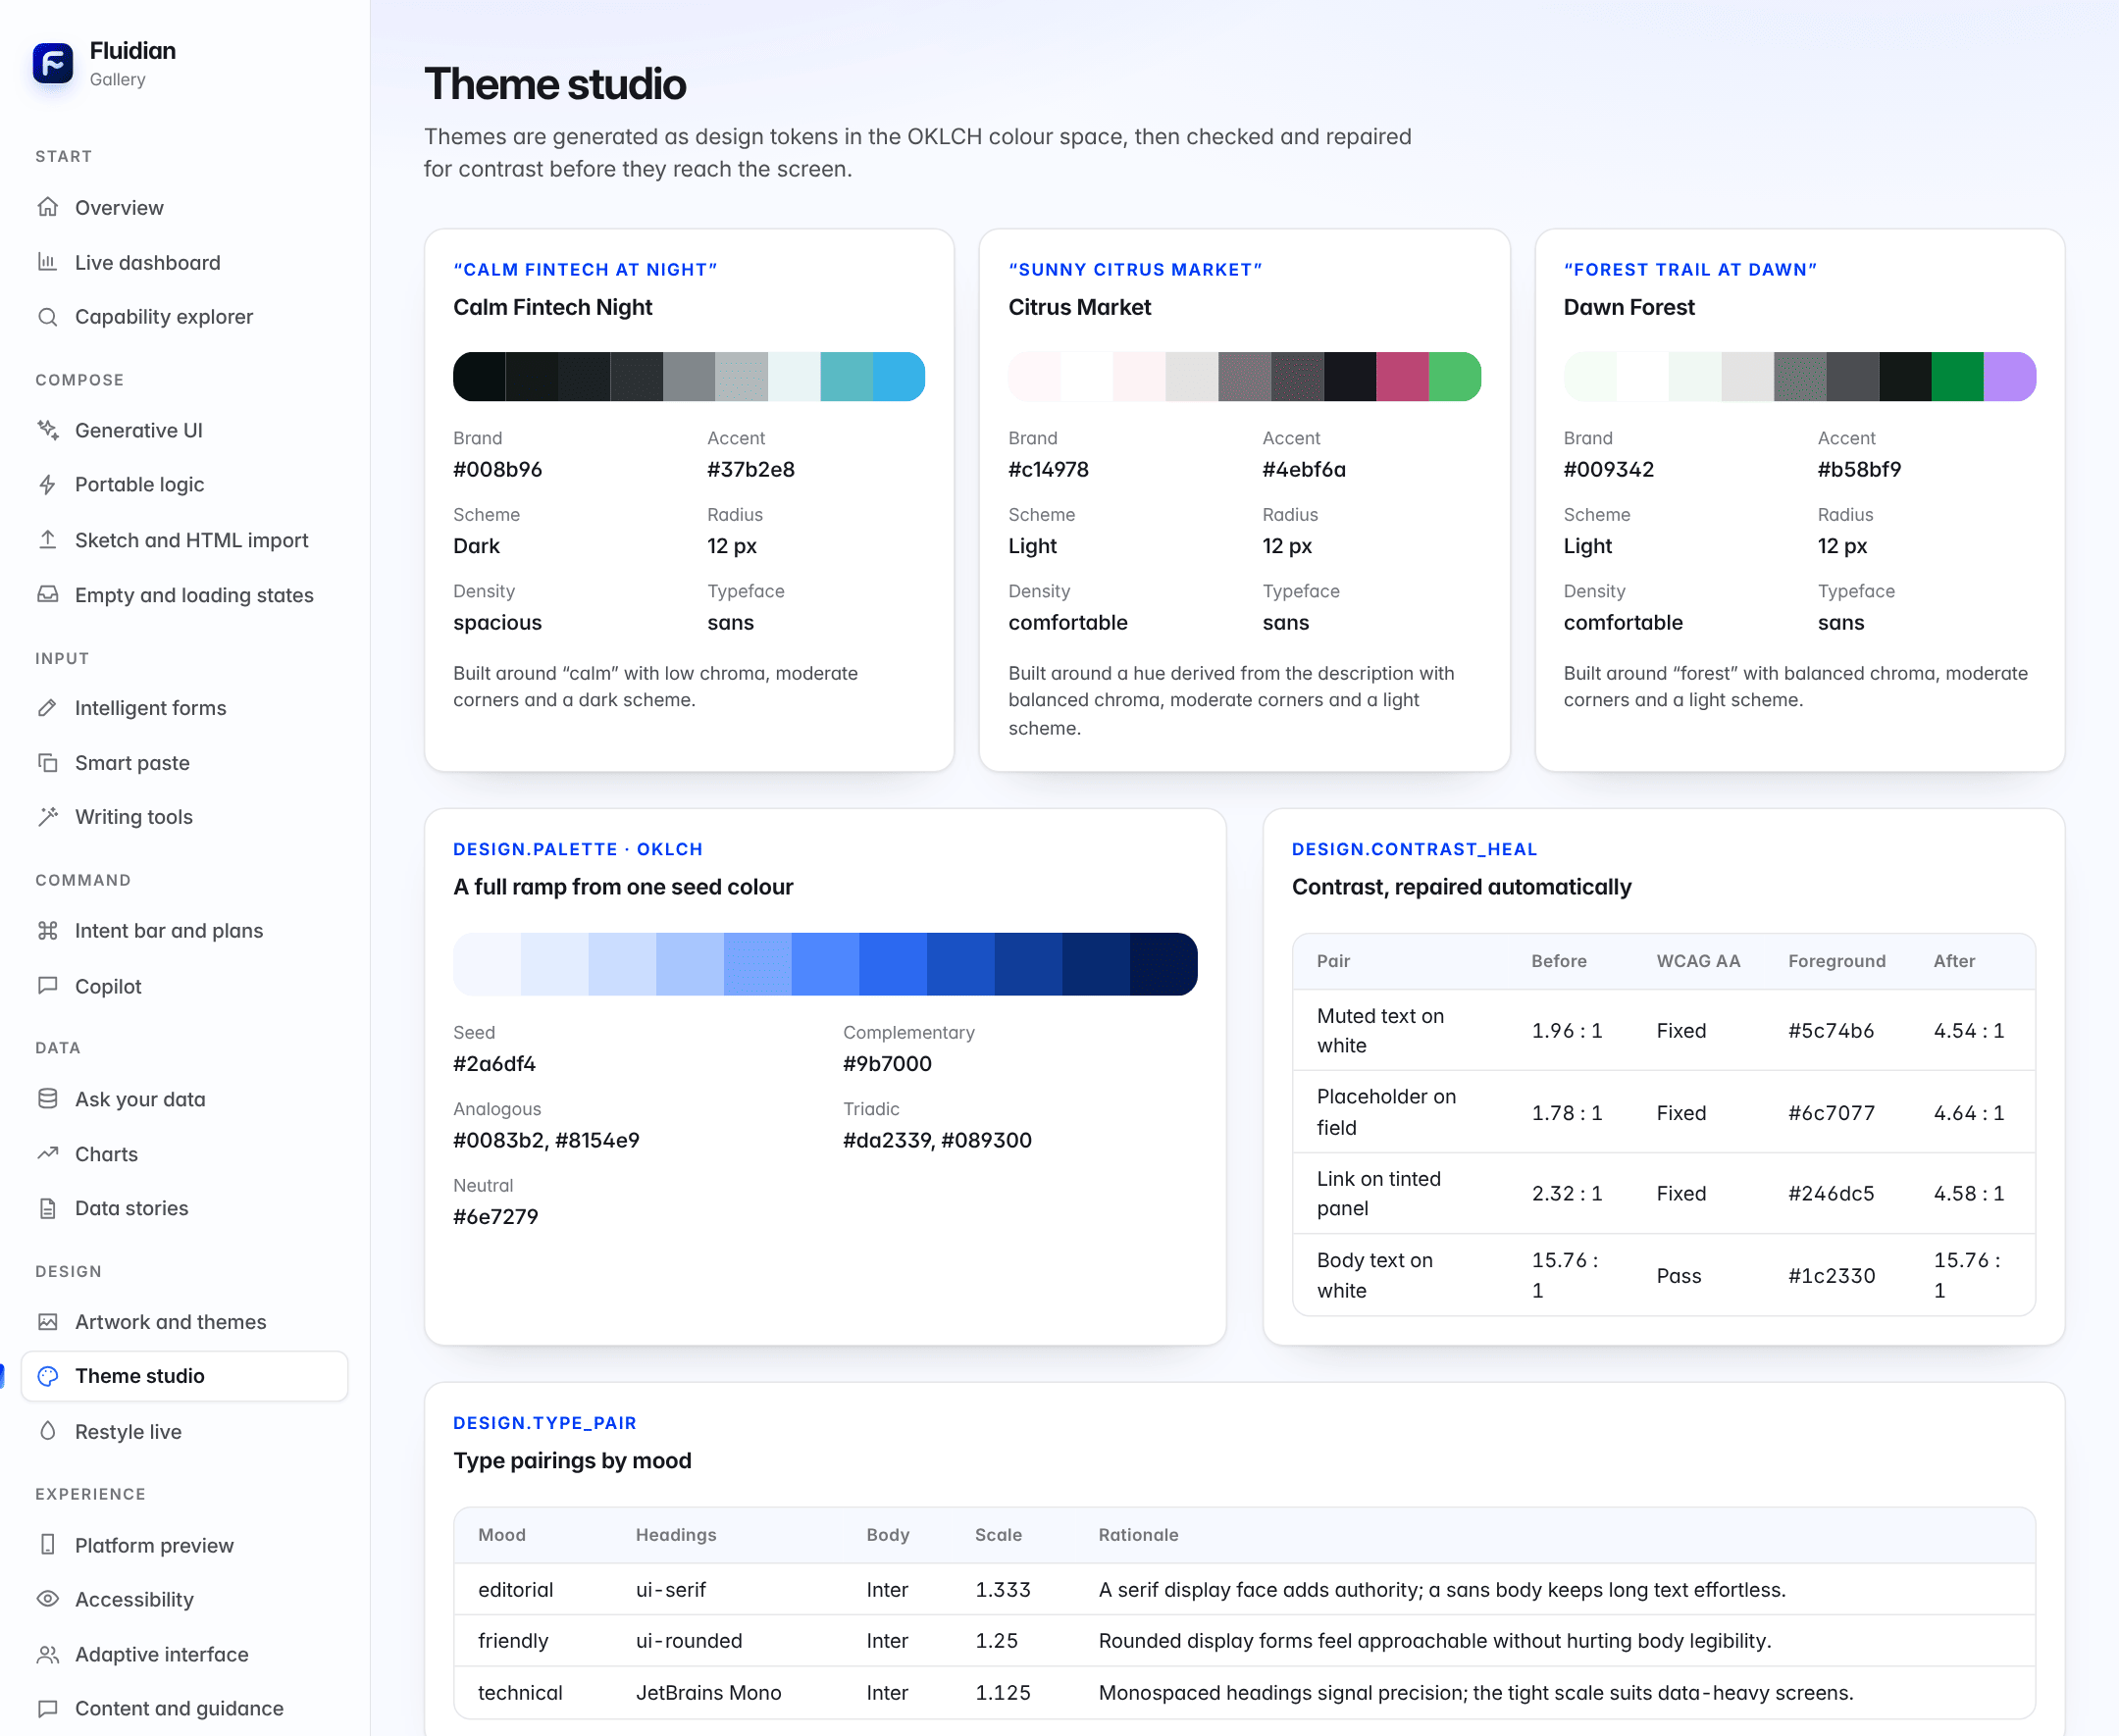 Fluidian
Gallery
START
Overview
Live dashboard
Capability explorer
COMPOSE
Generative UI
Portable logic
Sketch and HTML import
Empty and loading states
INPUT
Intelligent forms
Smart paste
Writing tools
COMMAND
Intent bar and plans
Copilot
DATA
Ask your data
Charts
Data stories
DESIGN
Artwork and themes
Theme studio
Restyle live
EXPERIENCE
Platform preview
Accessibility
Adaptive interface
Content and guidance
Theme studio
Themes are generated as design tokens in the OKLCH colour space, then checked and repaired
for contrast before they reach the screen.
“CALM FINTECH AT NIGHT”
Calm Fintech Night
Brand Accent
#008b96 #37b2e8
Scheme Radius
Dark 12 px
Density Typeface
spacious sans
Built around “calm” with low chroma, moderate
corners and a dark scheme.
“SUNNY CITRUS MARKET”
Citrus Market
Brand Accent
#c14978 #4ebf6a
Scheme Radius
Light 12 px
Density Typeface
comfortable sans
Built around a hue derived from the description with
balanced chroma, moderate corners and a light
scheme.
“FOREST TRAIL AT DAWN”
Dawn Forest
Brand Accent
#009342 #b58bf9
Scheme Radius
Light 12 px
Density Typeface
comfortable sans
Built around “forest” with balanced chroma, moderate
corners and a light scheme.
DESIGN.PALETTE · OKLCH
A full ramp from one seed colour
Seed Complementary
#2a6df4 #9b7000
Analogous Triadic
#0083b2, #8154e9 #da2339, #089300
Neutral
#6e7279
DESIGN.CONTRAST_HEAL
Contrast, repaired automatically
Pair Before WCAG AA Foreground After
Muted text on
white 1.96 : 1 Fixed #5c74b6 4.54 : 1
Placeholder on
field 1.78 : 1 Fixed #6c7077 4.64 : 1
Link on tinted
panel 2.32 : 1 Fixed #246dc5 4.58 : 1
Body text on 15.76 : Pass #1c2330 15.76 :
white 1 1
DESIGN.TYPE_PAIR
Type pairings by mood
Mood Headings Body Scale Rationale
editorial ui-serif Inter 1.333 A serif display face adds authority; a sans body keeps long text effortless.
friendly ui-rounded Inter 1.25 Rounded display forms feel approachable without hurting body legibility.
technical JetBrains Mono Inter 1.125 Monospaced headings signal precision; the tight scale suits data-heavy screens.